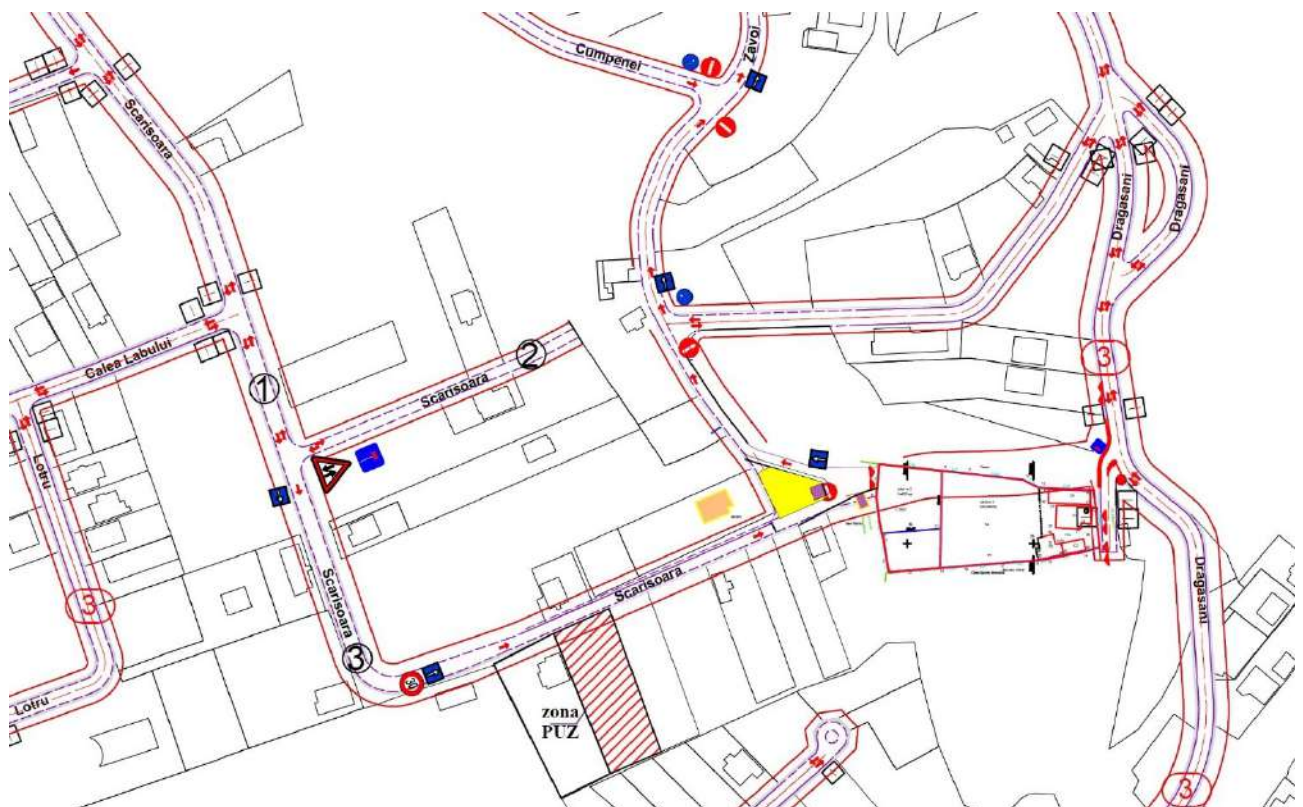 Cumpenei
Zavoi
Scarisoara
Dragasani
Dragasani
Calea Labului
1
Scarisoara
2
3
Lotru
Scarisoara
3
Scarisoara
3
30
Dragasani
Lotru
zona
PUZ
3